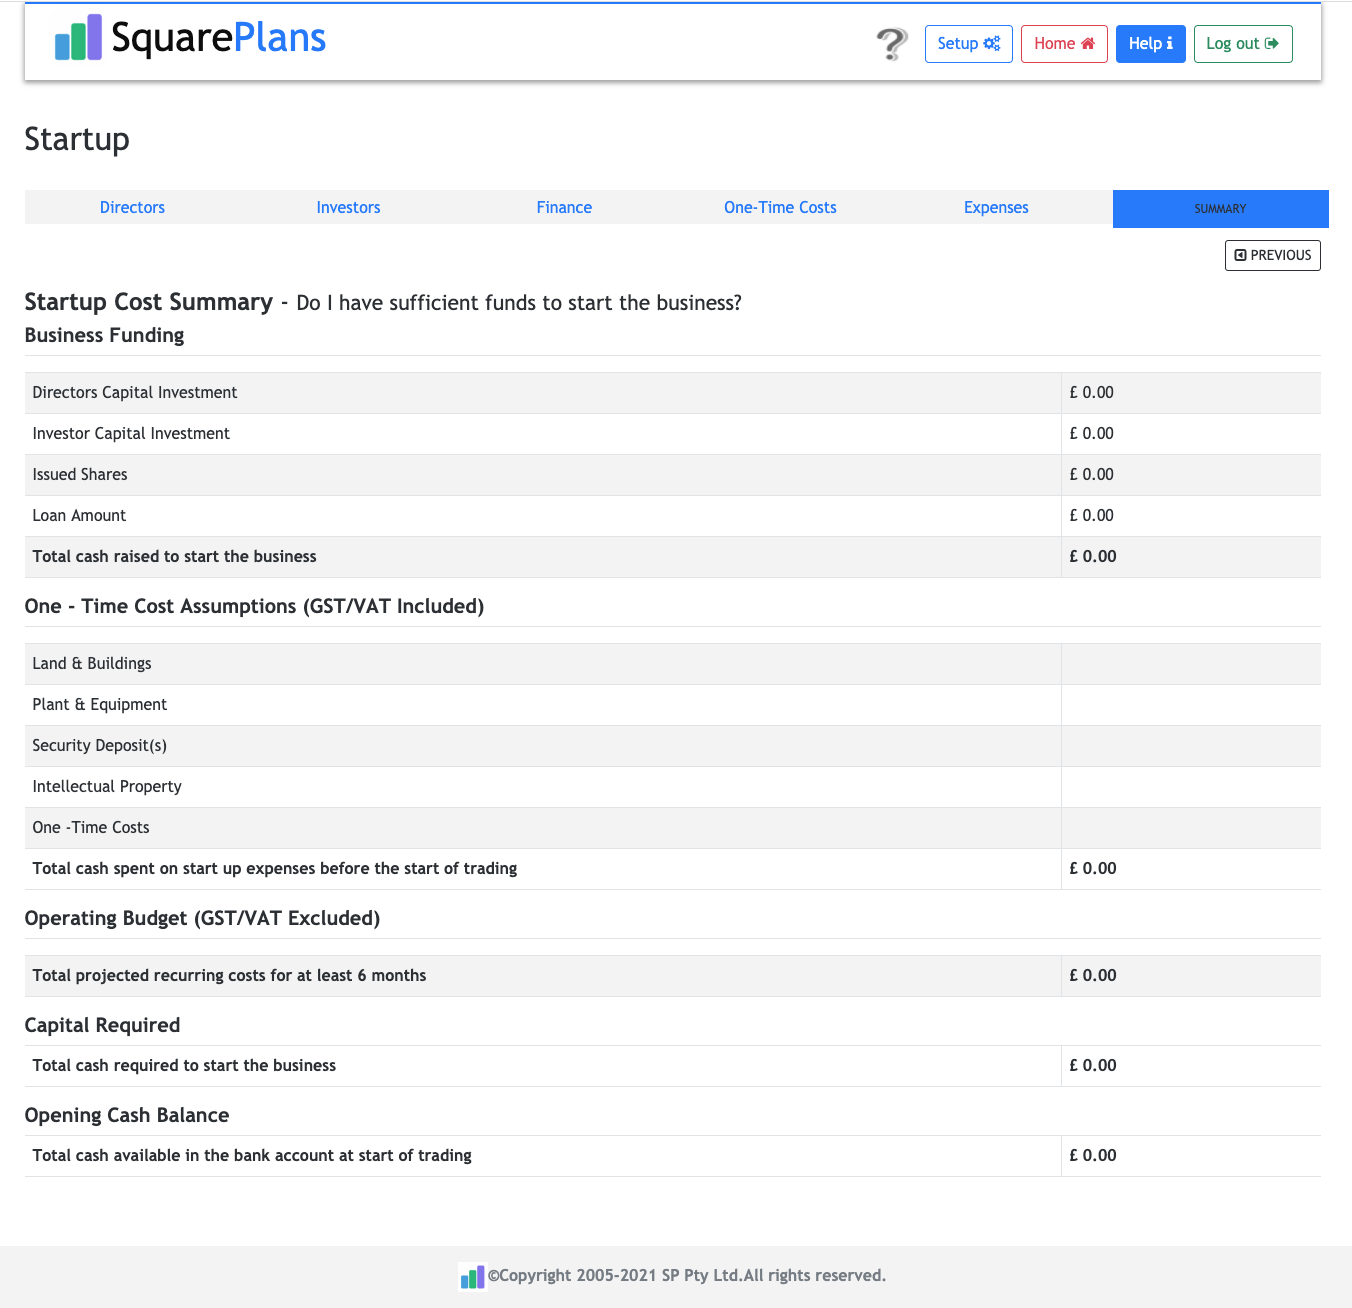 SquarePlans
? Setup Home Help i Log out
Startup
Directors Investors Finance One-Time Costs Expenses SUMMARY
PREVIOUS
Startup Cost Summary - Do I have sufficient funds to start the business?
Business Funding
Directors Capital Investment £ 0.00
Investor Capital Investment £ 0.00
Issued Shares £ 0.00
Loan Amount £ 0.00
Total cash raised to start the business £ 0.00
One - Time Cost Assumptions (GST/VAT Included)
Land & Buildings
Plant & Equipment
Security Deposit(s)
Intellectual Property
One -Time Costs
Total cash spent on start up expenses before the start of trading £ 0.00
Operating Budget (GST/VAT Excluded)
Total projected recurring costs for at least 6 months £ 0.00
Capital Required
Total cash required to start the business £ 0.00
Opening Cash Balance
Total cash available in the bank account at start of trading £ 0.00
©Copyright 2005-2021 SP Pty Ltd.All rights reserved.